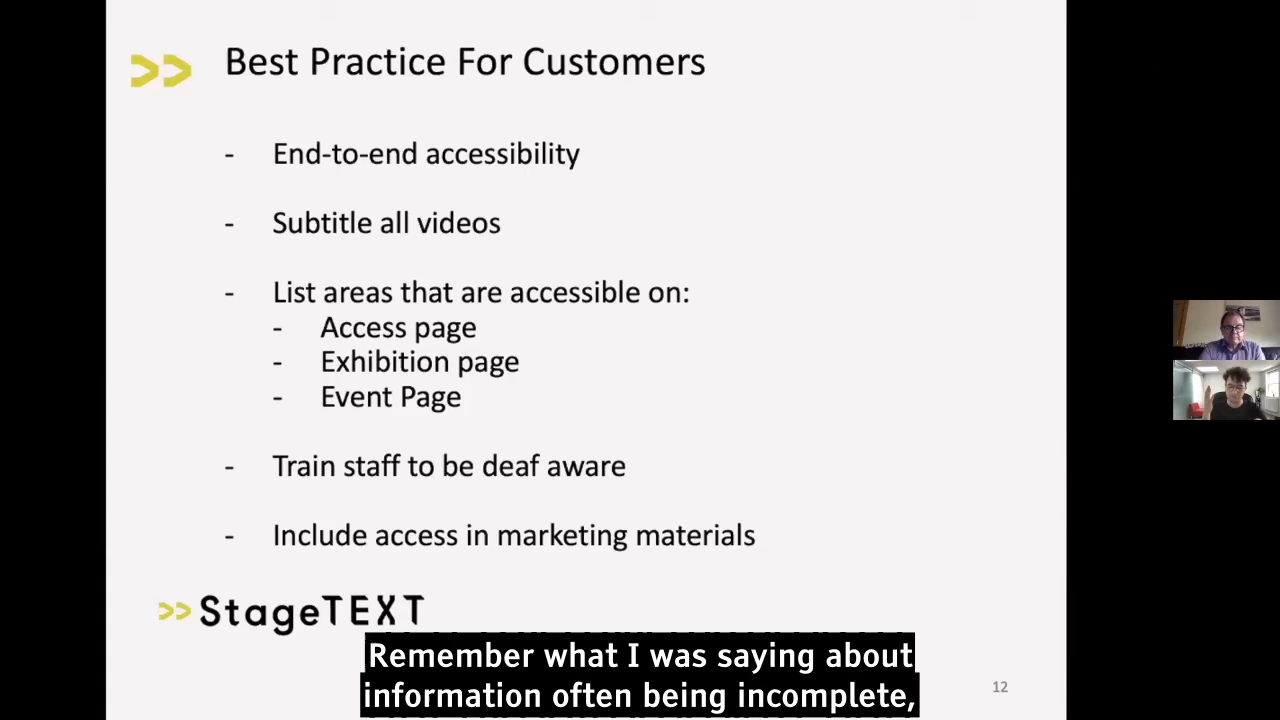 >> Best Practice For Customers
- End-to-end accessibility
- Subtitle all videos
- List areas that are accessible on:
- Access page
- Exhibition page
- Event Page
- Train staff to be deaf aware
- Include access in marketing materials
>> StageTEXT
Remember what I was saying about
information often being incomplete,
12